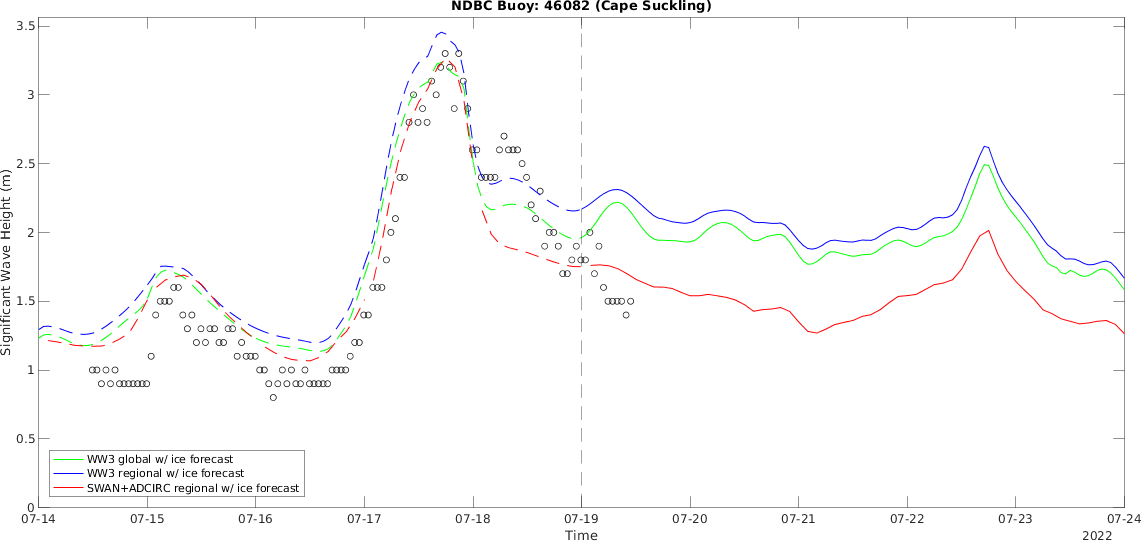 NDBC Buoy: 46082 (Cape Suckling)
3.5
3
2.5
2
1.5
1
0.5
0
Significant Wave Height (m)
WW3 global w/ ice forecast
WW3 regional w/ ice forecast
SWAN+ADCIRC regional w/ ice forecast
07-14 07-15 07-16 07-17 07-18 07-19 07-20 07-21 07-22 07-23 07-24
Time
2022